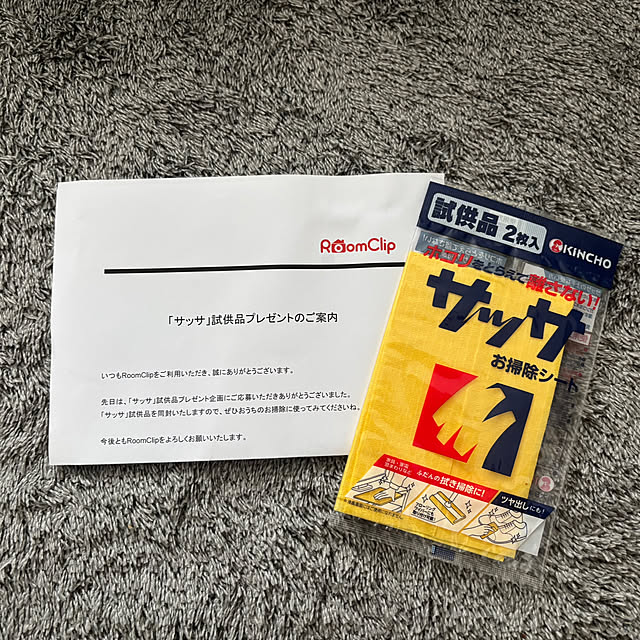 RoomClip
「サッサ」試供品プレゼントのご案内
いつもRoomClipをご利用いただき、誠にありがとうございます。
先日は、「サッサ」試供品プレゼント企画にご応募いただきありがとうございました。
「サッサ」試供品を同封いたしますので、ぜひおうちのお掃除に使ってみてくださいね。
今後ともRoomClipをよろしくお願いいたします。
試供品 2枚入
KINCHO
ホコリをとらえて離さない!
サッサ
お掃除シート
ふだんの拭き掃除に!
ツヤ出しにも!